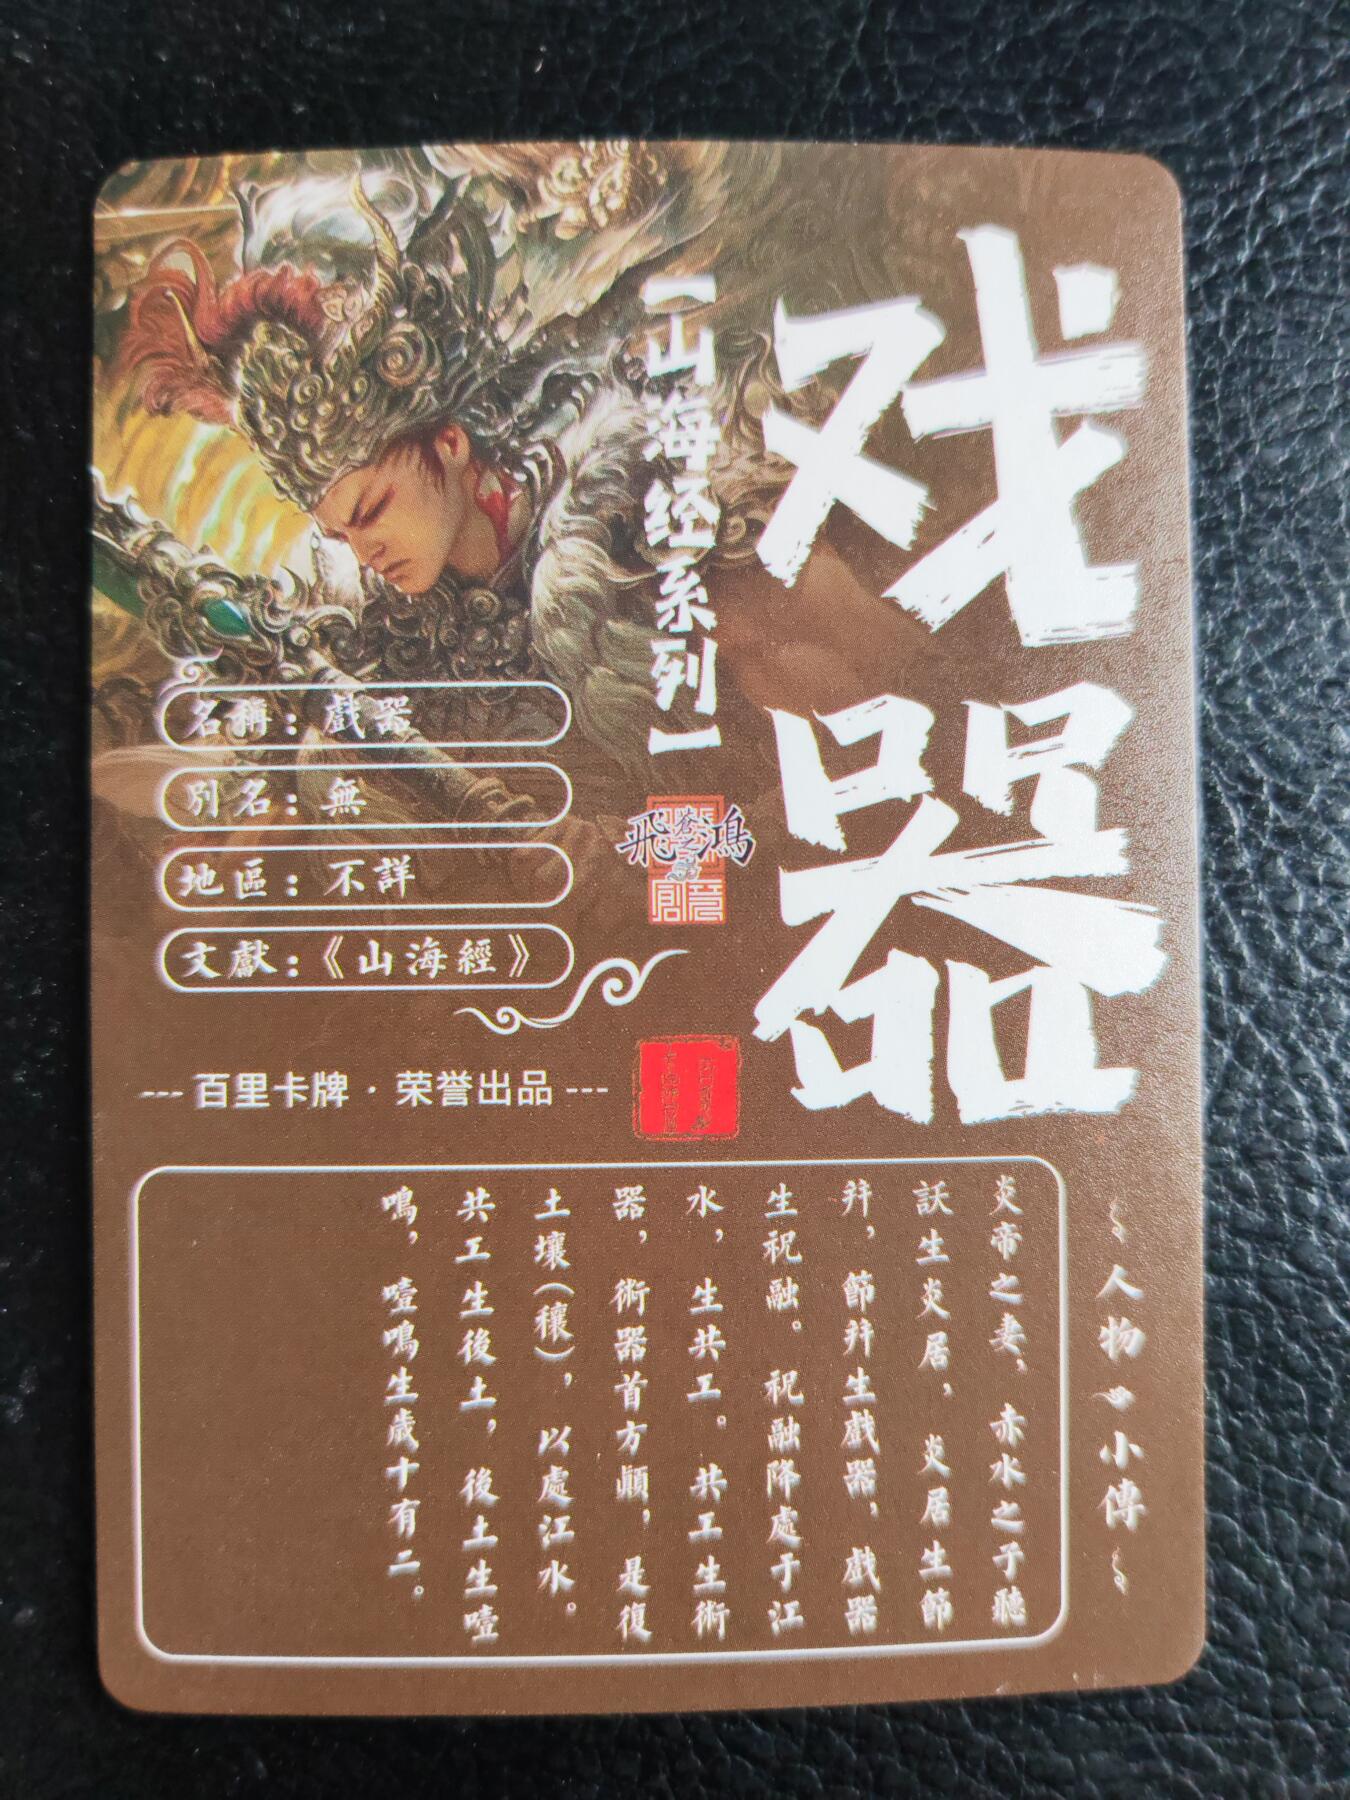 戏器
【山海经系列】
飛蒼之鴻
名稱：戲器
別名：無
地區：不詳
文獻：《山海經》
--- 百里卡牌 · 荣誉出品 ---
人物小傳
炎帝之妻，赤水之子聽
訞生炎居，炎居生節
并，節并生戲器，戲器
生祝融。祝融降處于江
水，生共工。共工生術
器，術器首方顛，是復
土壤（穰），以處江水。
共工生後土，後土生噎
鳴，噎鳴生歲十有二。